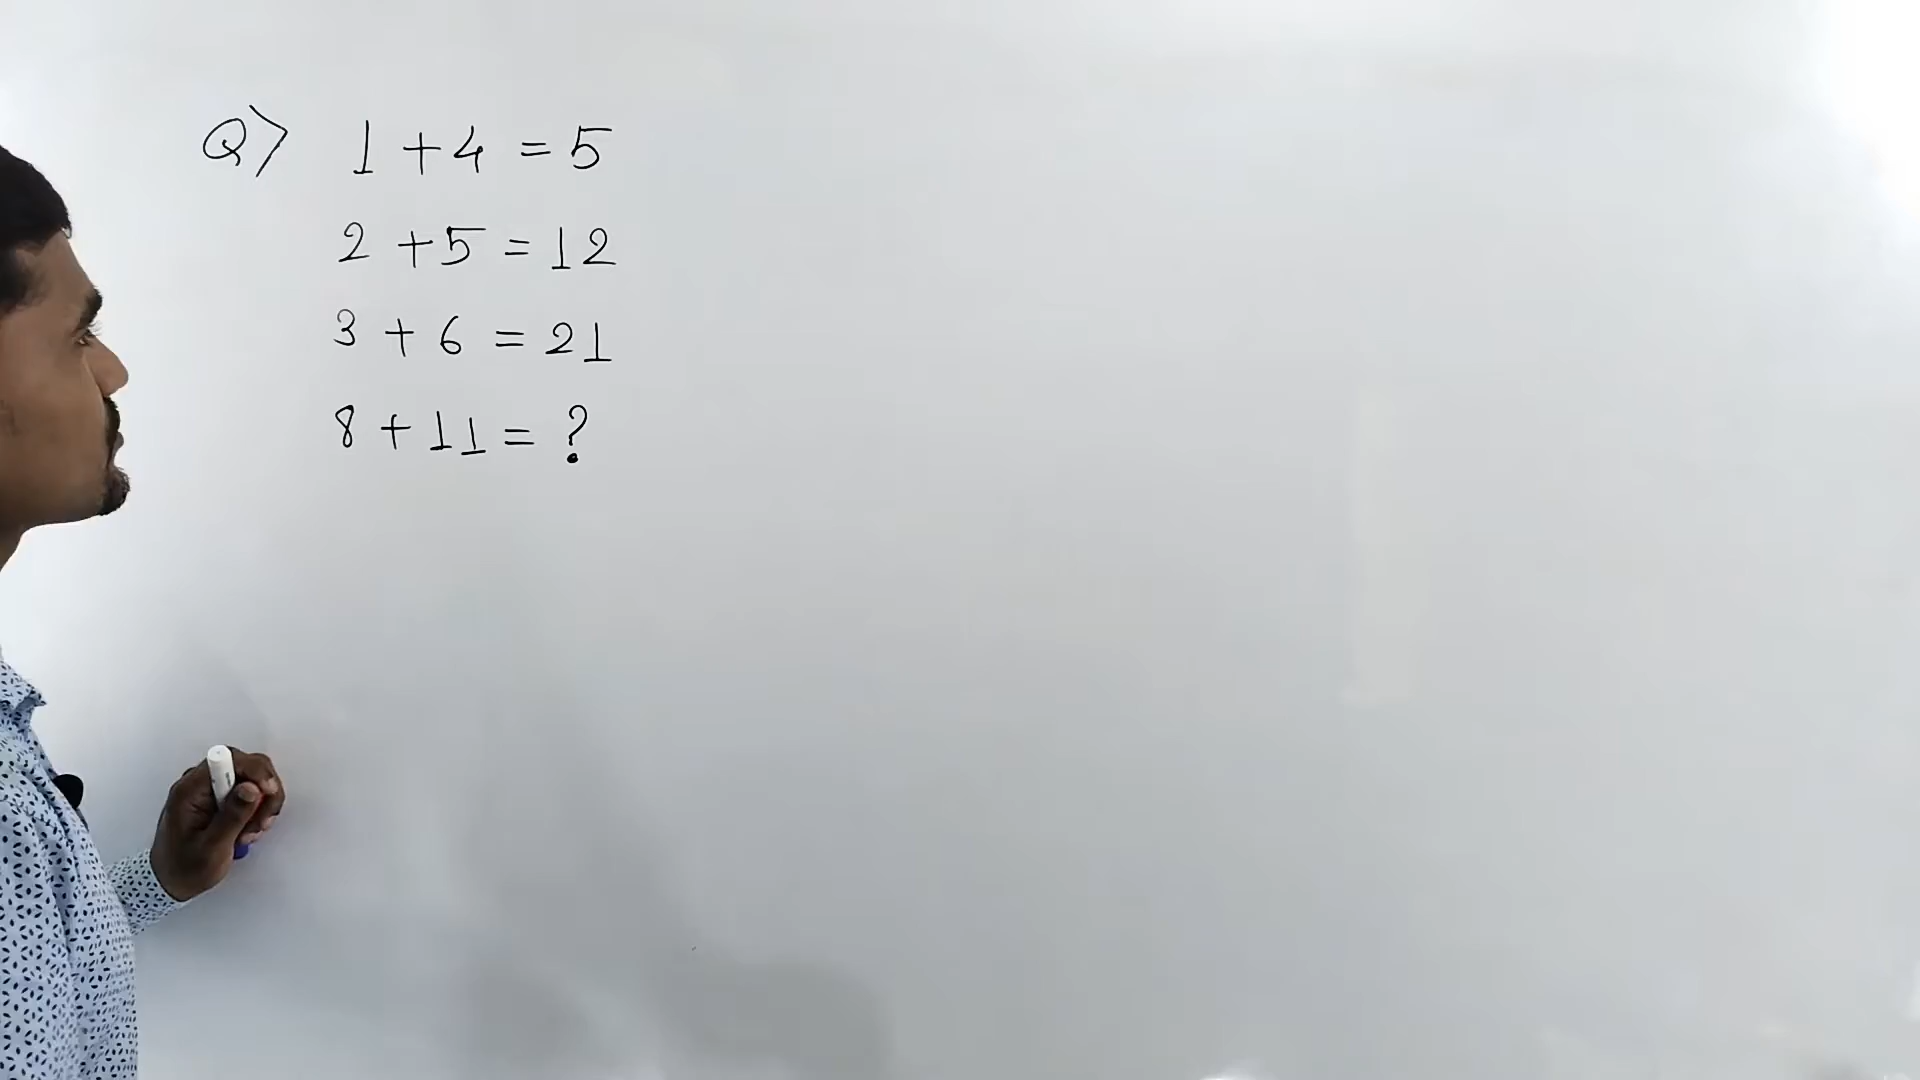 Q> 1 + 4 = 5
2 + 5 = 12
3 + 6 = 21
8 + 11 = ?